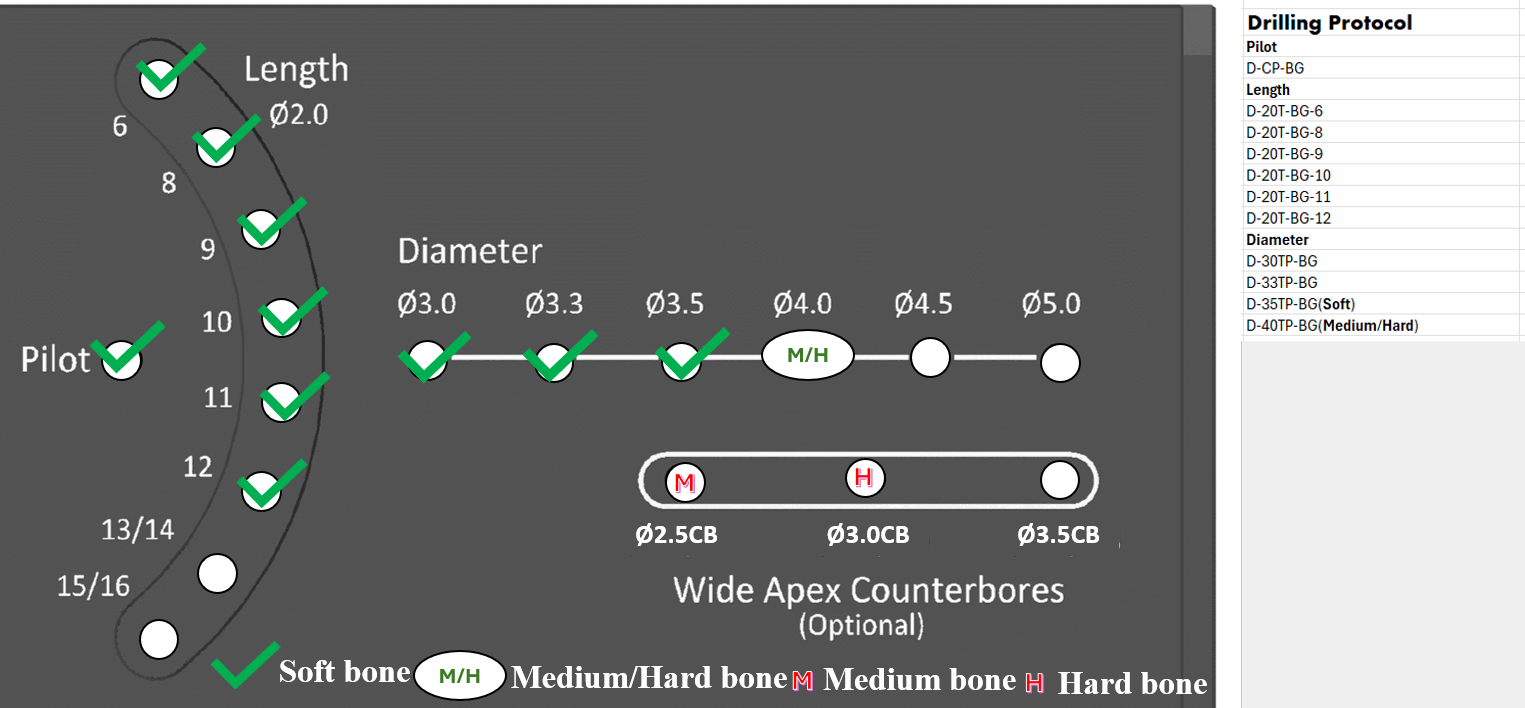 Length
Ø2.0
6
8
9
10
11
12
13/14
15/16
Pilot
Diameter
Ø3.0 Ø3.3 Ø3.5 Ø4.0 Ø4.5 Ø5.0
M/H
M H
Ø2.5CB Ø3.0CB Ø3.5CB
Wide Apex Counterbores
(Optional)
Soft bone M/H Medium/Hard bone M Medium bone H Hard bone
Drilling Protocol
Pilot
D-CP-BG
Length
D-20T-BG-6
D-20T-BG-8
D-20T-BG-9
D-20T-BG-10
D-20T-BG-11
D-20T-BG-12
Diameter
D-30TP-BG
D-33TP-BG
D-35TP-BG(Soft)
D-40TP-BG(Medium/Hard)